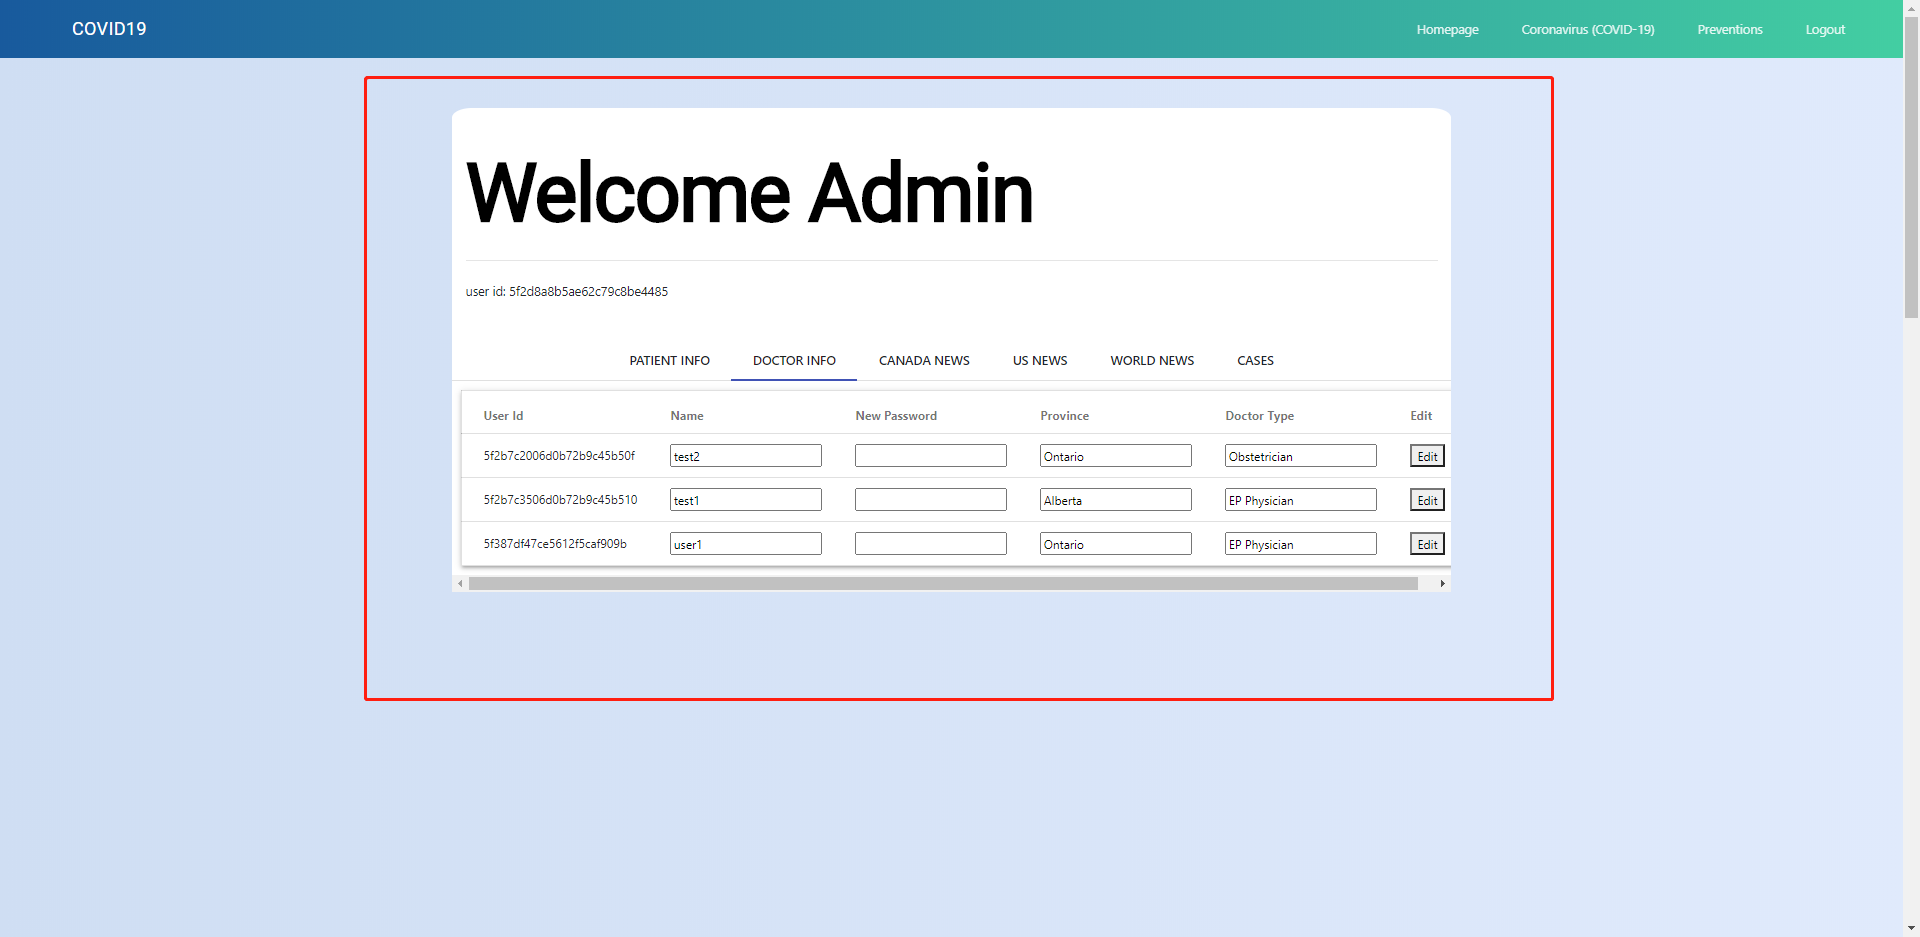 COVID19 Homepage Coronavirus (COVID-19) Preventions Logout
Welcome Admin
user id: 5f2d8a8b5ae62c79c8be4485
PATIENT INFO DOCTOR INFO CANADA NEWS US NEWS WORLD NEWS CASES
User Id Name New Password Province Doctor Type Edit
5f2b7c2006d0b72b9c45b50f test2 Ontario Obstetrician Edit
5f2b7c3506d0b72b9c45b510 test1 Alberta EP Physician Edit
5f387df47ce5612f5caf909b user1 Ontario EP Physician Edit